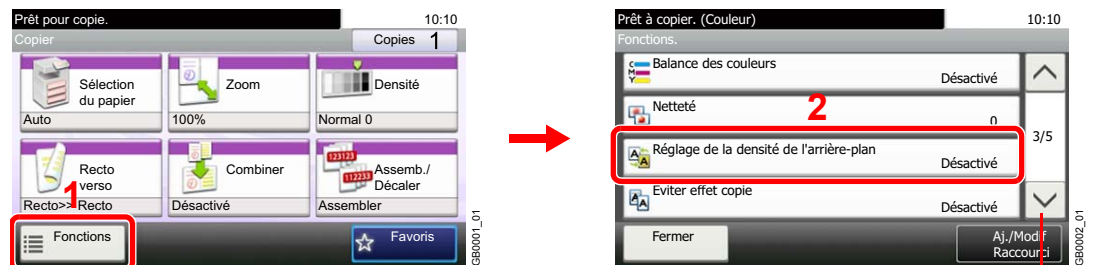 Prêt pour copie.
10:10
Copier
Copies 1
Sélection
du papier
Auto
Zoom
100%
Densité
Normal 0
Recto
verso
Recto>> Recto
1
Combiner
Désactivé
123123
112233
Assemb./
Décaler
Assembler
Fonctions
Favoris
GB0001_01
Prêt à copier. (Couleur)
10:10
Fonctions.
C
M
Y
Balance des couleurs
Désactivé
Netteté
0
2
3/5
Réglage de la densité de l'arrière-plan
Désactivé
Eviter effet copie
Désactivé
Fermer
Aj./Modif
Raccourci
GB0002_01